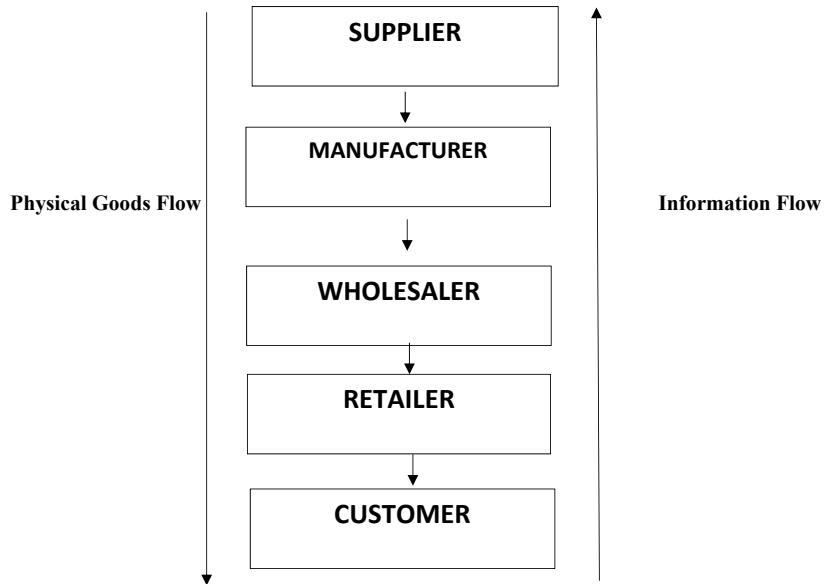 SUPPLIER
MANUFACTURER
Physical Goods Flow
Information Flow
WHOLESALER
RETAILER
CUSTOMER